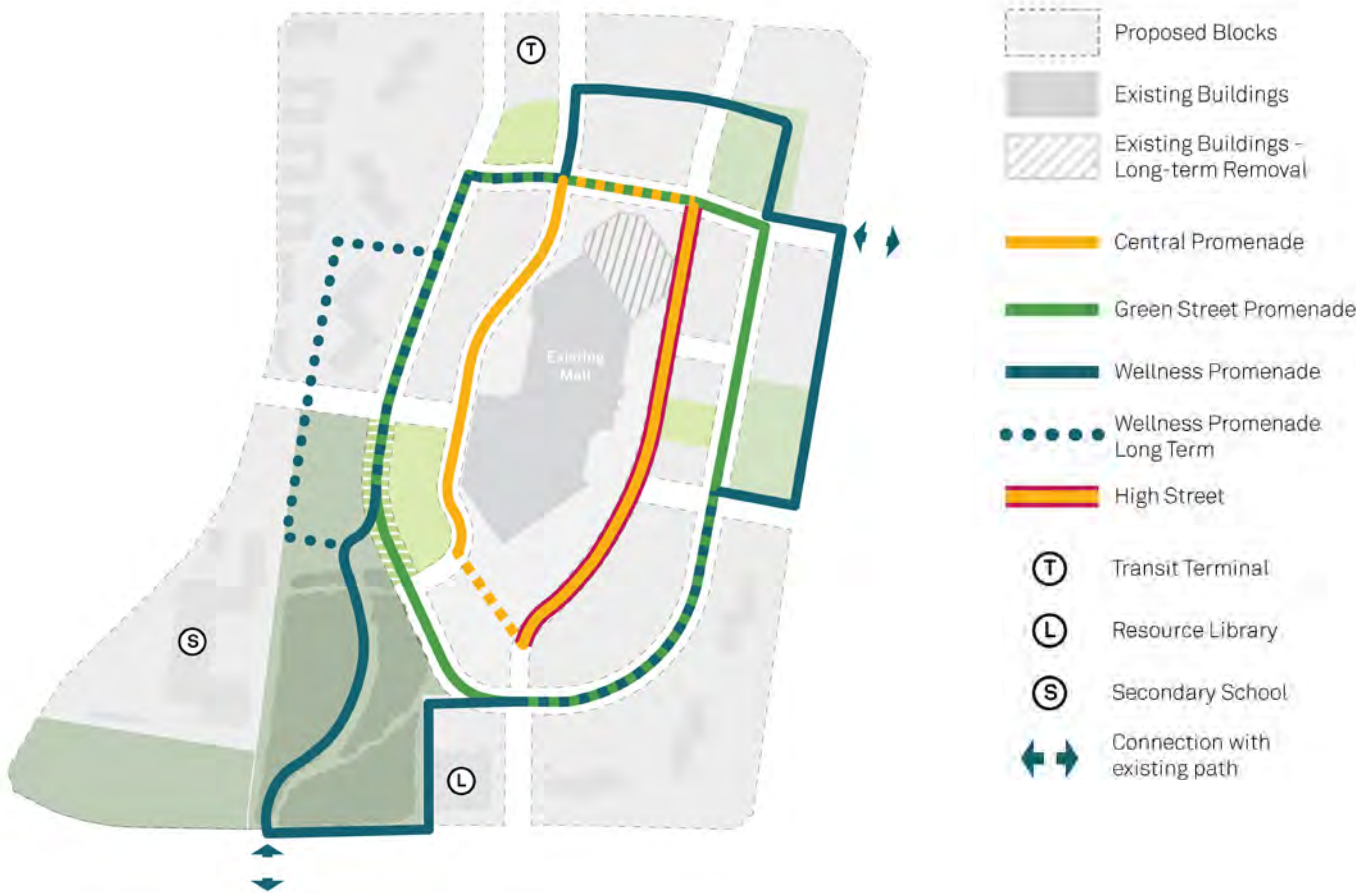 T
Existing
Mall
S
L
Proposed Blocks
Existing Buildings
Existing Buildings -
Long-term Removal
Central Promenade
Green Street Promenade
Wellness Promenade
Wellness Promenade
Long Term
High Street
T Transit Terminal
L Resource Library
S Secondary School
Connection with
existing path